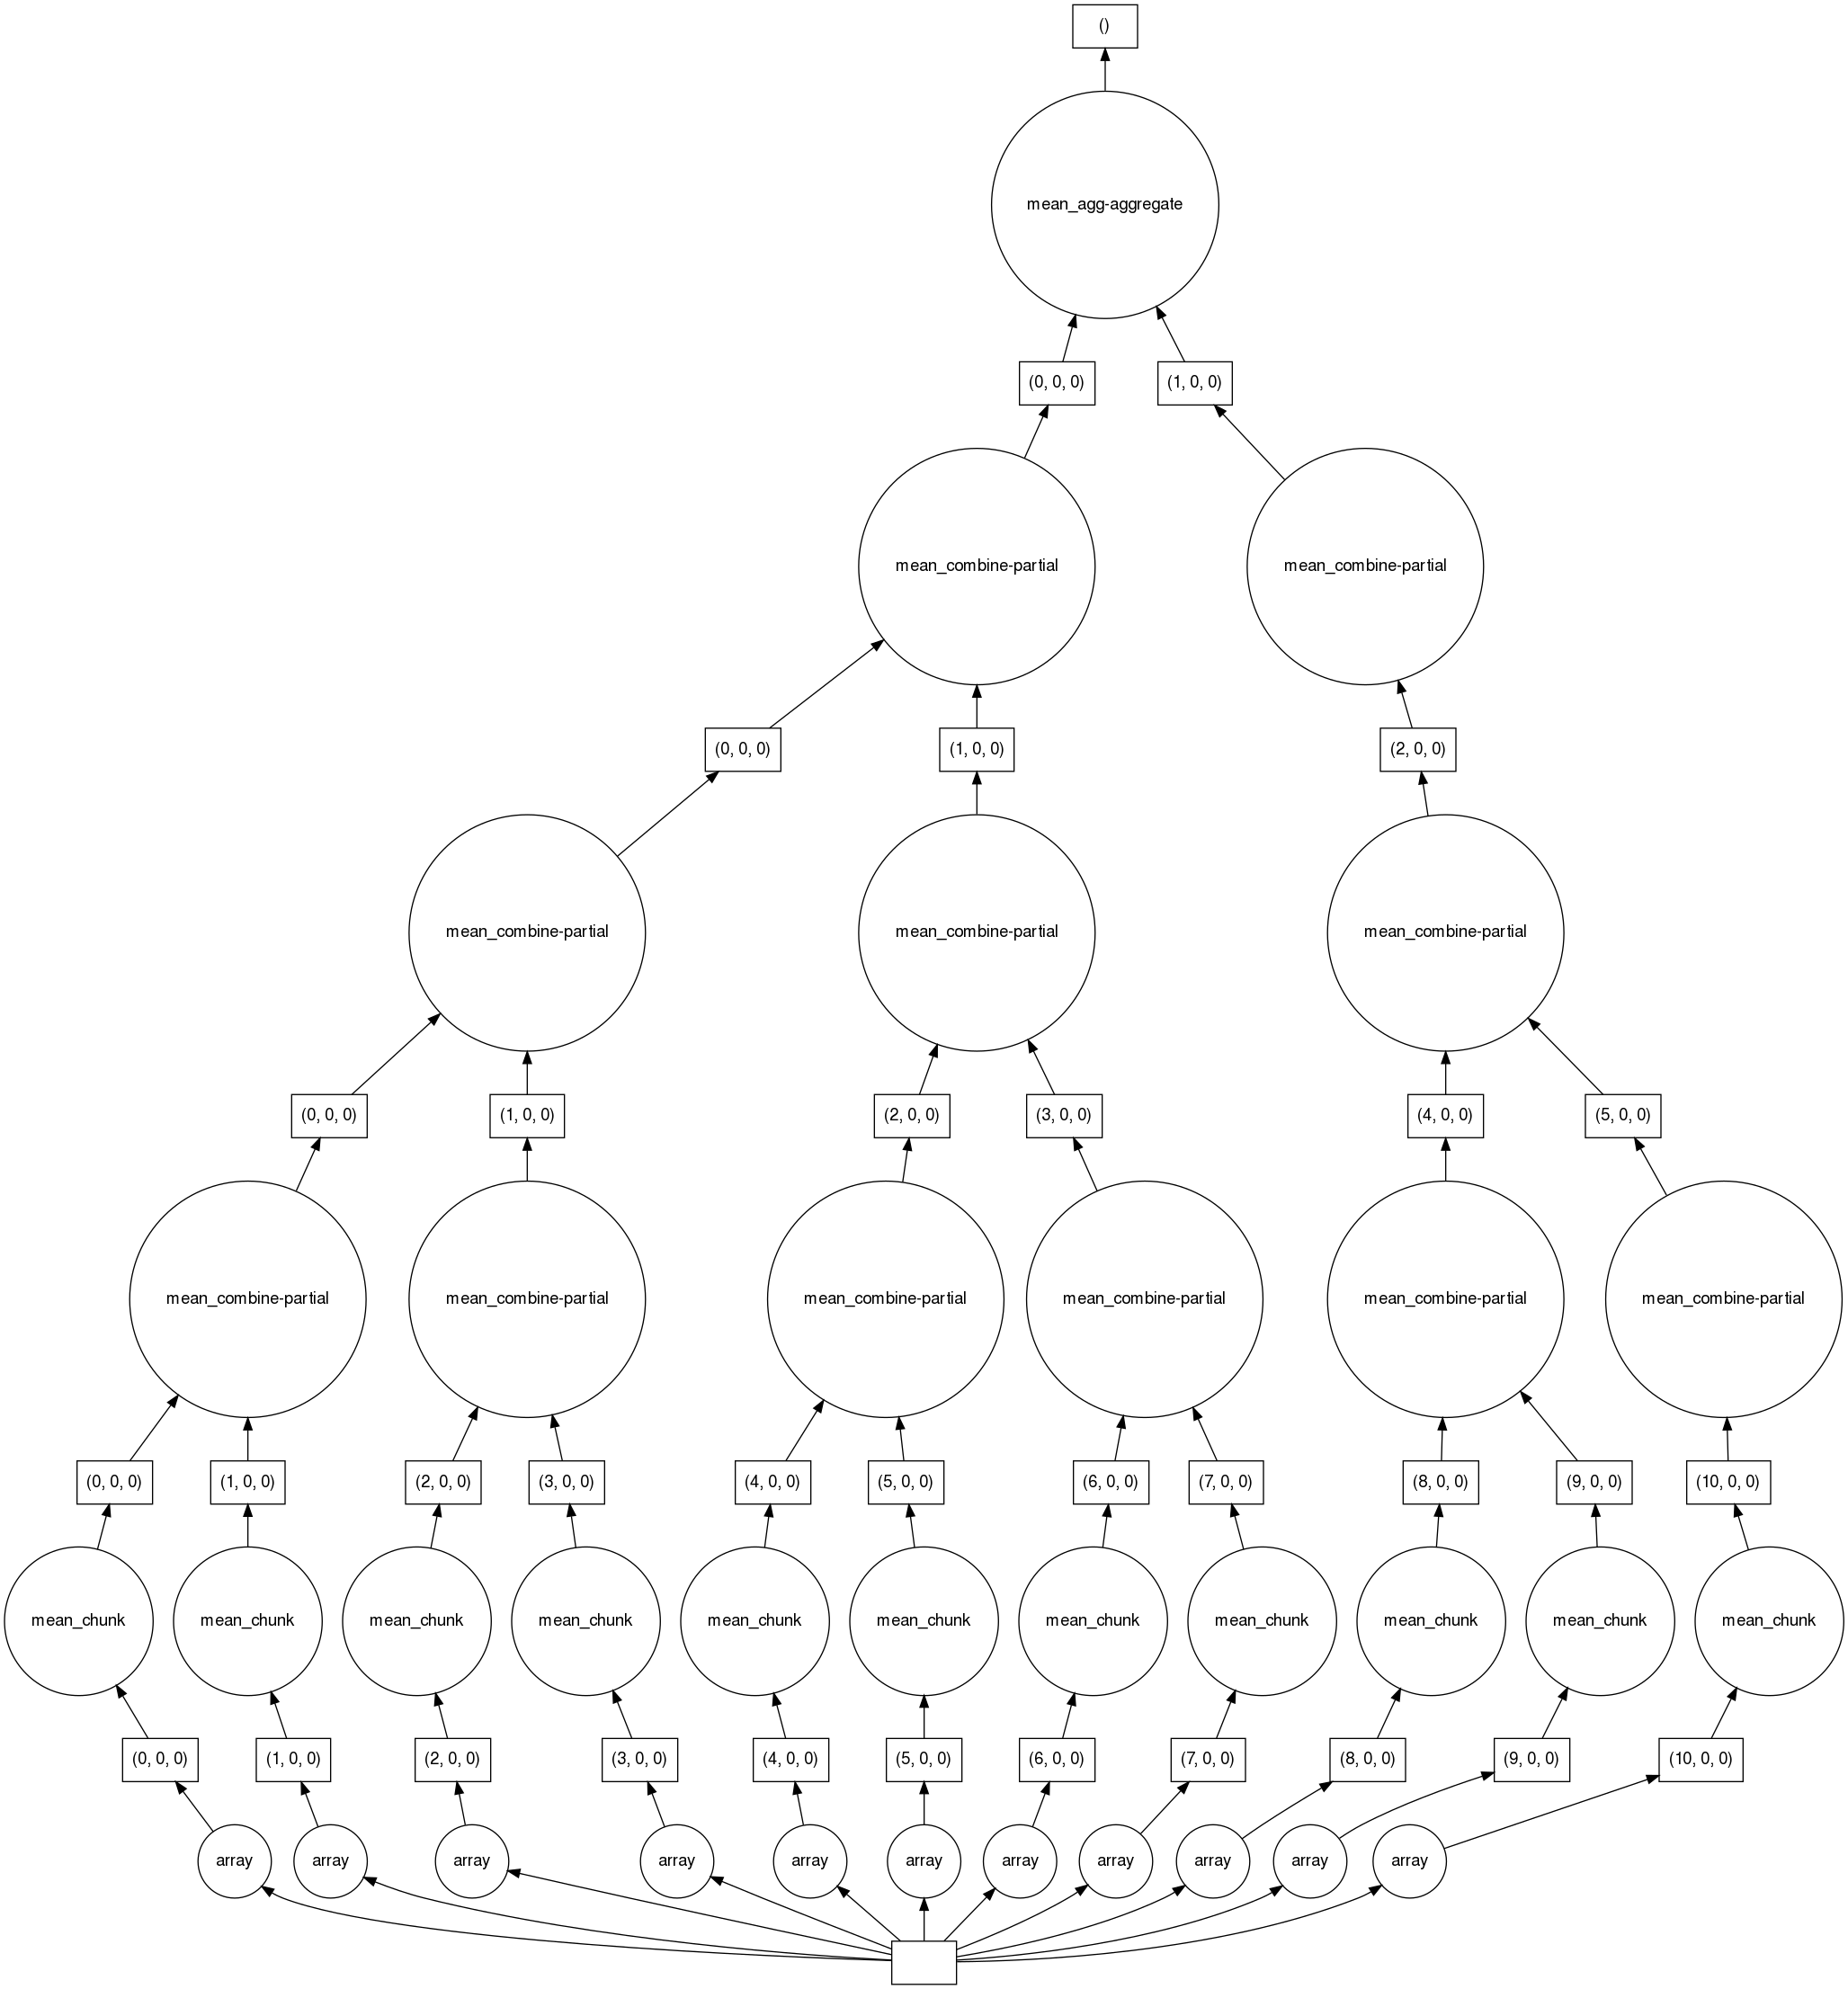 ()
mean_agg-aggregate
(0, 0, 0)
(1, 0, 0)
mean_combine-partial
mean_combine-partial
(0, 0, 0)
(1, 0, 0)
(2, 0, 0)
mean_combine-partial
mean_combine-partial
mean_combine-partial
(0, 0, 0)
(1, 0, 0)
(2, 0, 0)
(3, 0, 0)
(4, 0, 0)
(5, 0, 0)
mean_combine-partial
mean_combine-partial
mean_combine-partial
mean_combine-partial
mean_combine-partial
mean_combine-partial
(0, 0, 0)
(1, 0, 0)
(2, 0, 0)
(3, 0, 0)
(4, 0, 0)
(5, 0, 0)
(6, 0, 0)
(7, 0, 0)
(8, 0, 0)
(9, 0, 0)
(10, 0, 0)
mean_chunk
mean_chunk
mean_chunk
mean_chunk
mean_chunk
mean_chunk
mean_chunk
mean_chunk
mean_chunk
mean_chunk
mean_chunk
(0, 0, 0)
(1, 0, 0)
(2, 0, 0)
(3, 0, 0)
(4, 0, 0)
(5, 0, 0)
(6, 0, 0)
(7, 0, 0)
(8, 0, 0)
(9, 0, 0)
(10, 0, 0)
array
array
array
array
array
array
array
array
array
array
array